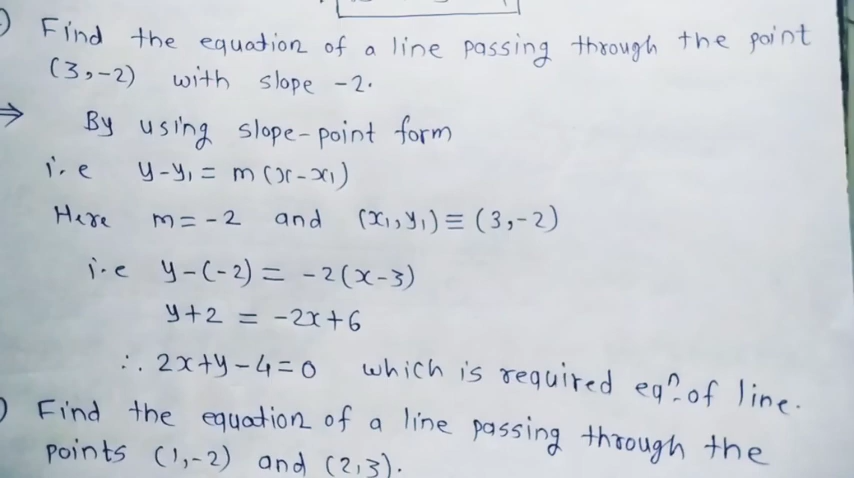 ) Find the equation of a line passing through the point
(3,-2) with slope -2.
⇒ By using slope-point form
i.e y-y₁ = m(x-x₁)
Here m=-2 and (x₁,y₁)≡(3,-2)
i.e y-(-2) = -2(x-3)
y+2 = -2x+6
∴ 2x+y-4=0 which is required eqⁿ. of line.
) Find the equation of a line passing through the
points (1,-2) and (2,3).